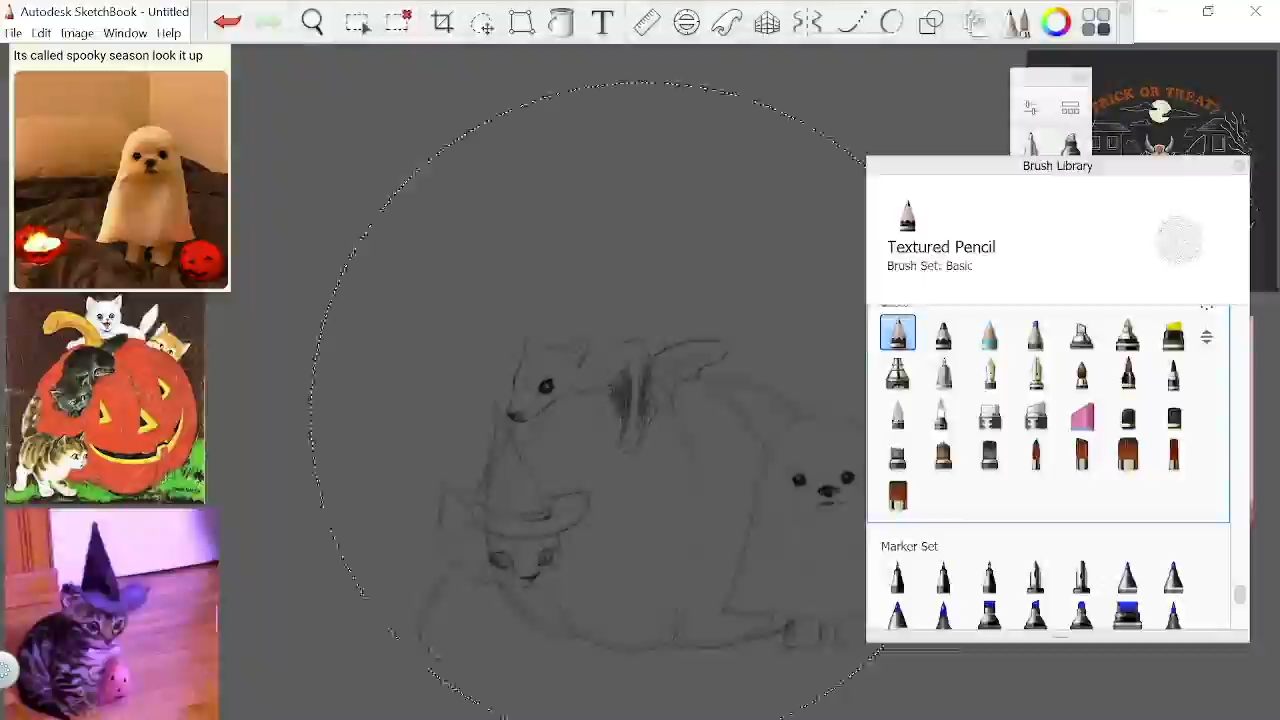 Autodesk SketchBook - Untitled
File Edit Image Window Help
T
Its called spooky season look it up
TRICK OR TREAT
Brush Library
Textured Pencil
Brush Set: Basic
Marker Set